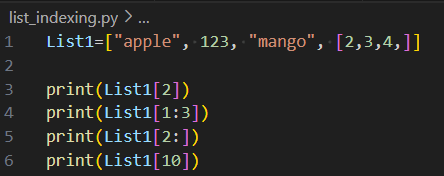 list_indexing.py > ...
1 List1=["apple", 123, "mango", [2,3,4,]]
2
3 print(List1[2])
4 print(List1[1:3])
5 print(List1[2:])
6 print(List1[10])